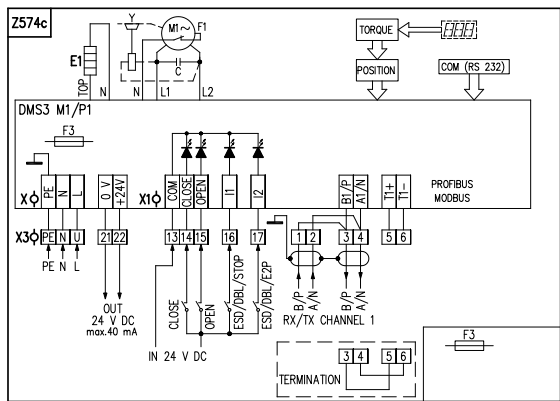 Z574c
Y
M1~
F1
TORQUE
E1
C
POSITION
COM (RS 232)
TOP
N
N
L1
L2
DMS3 M1/P1
F3
PE
N
L
0 V
+24V
COM
CLOSE
OPEN
I1
I2
B1/P
A1/N
T1+
T1-
PROFIBUS
MODBUS
X
X1
X3
PE
N
U
21
22
13
14
15
16
17
1
2
3
4
5
6
PE N L
OUT
24 V DC
max.40 mA
CLOSE
OPEN
ESD/DBL/STOP
ESD/DBL/E2P
IN 24 V DC
B/P
A/N
B/P
A/N
RX/TX CHANNEL 1
TERMINATION
3
4
5
6
F3